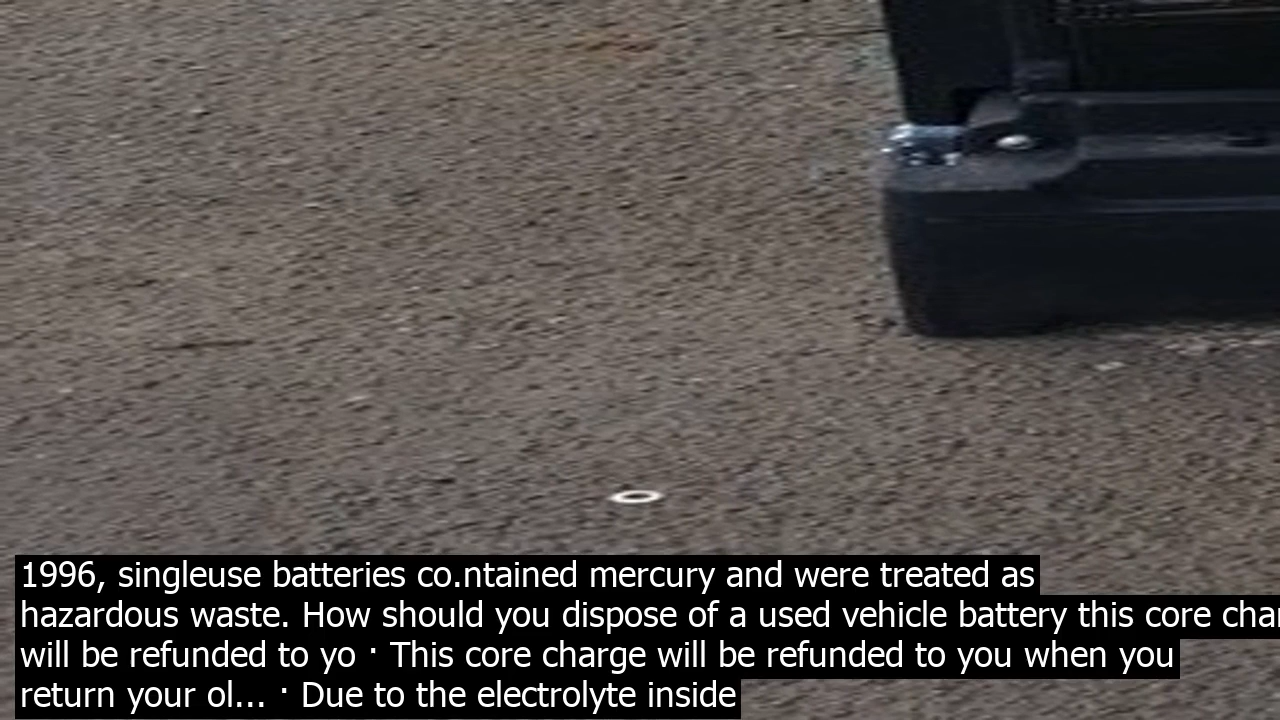 1996, singleuse batteries co.ntained mercury and were treated as
hazardous waste. How should you dispose of a used vehicle battery this core char
will be refunded to yo · This core charge will be refunded to you when you
return your ol... · Due to the electrolyte inside